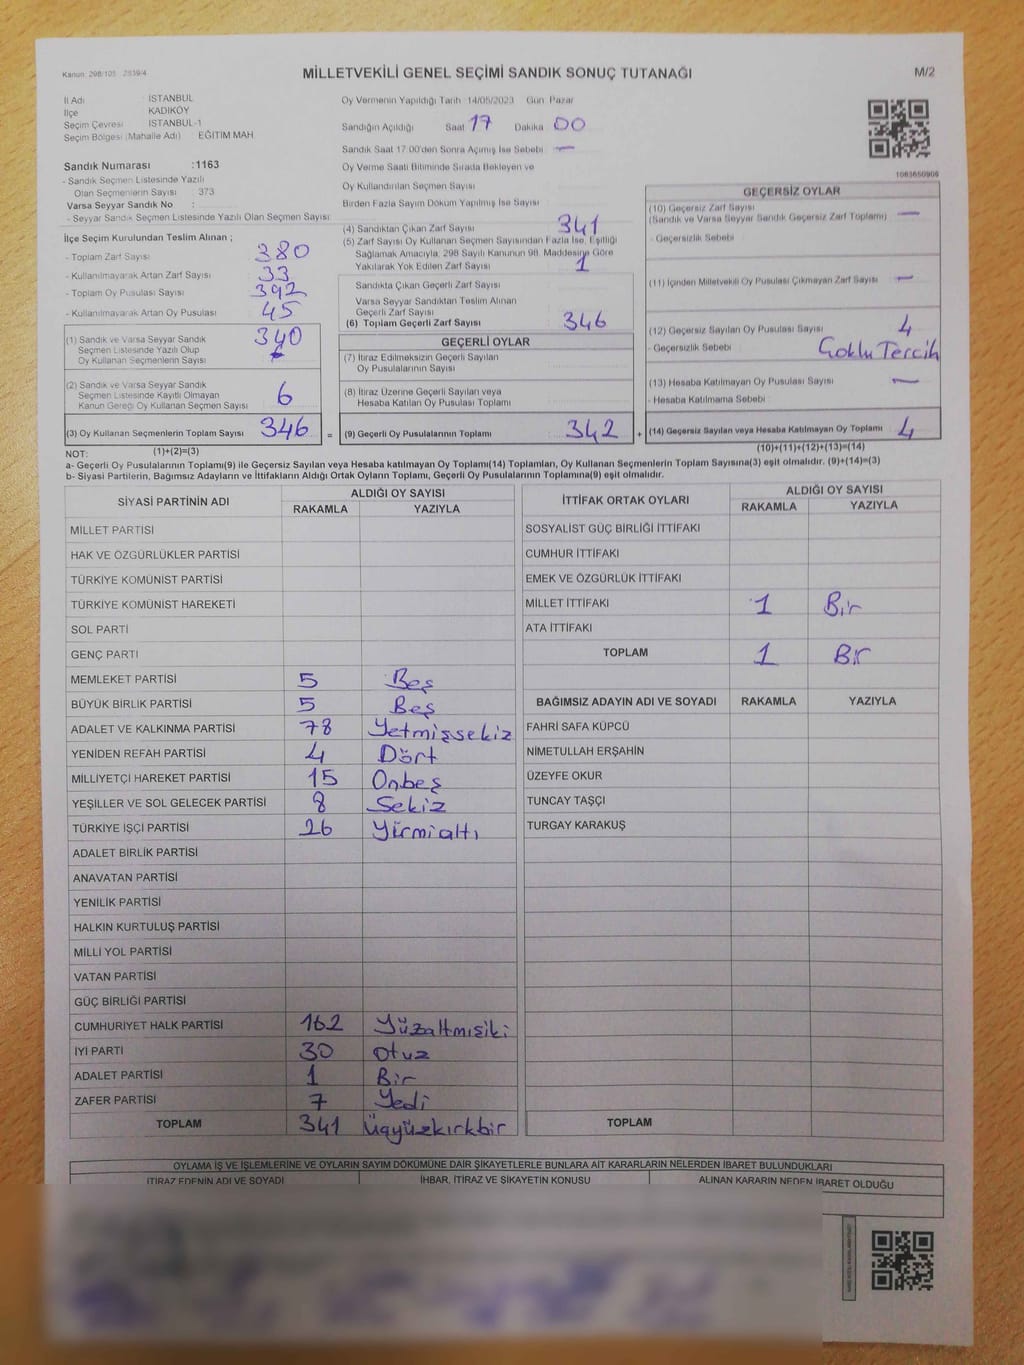 Kanun: 298/105 2839/4
MİLLETVEKİLİ GENEL SEÇİMİ SANDIK SONUÇ TUTANAĞI
M/2
İl Adı : İSTANBUL
İlçe : KADIKÖY
Seçim Çevresi : İSTANBUL-1
Seçim Bölgesi (Mahalle Adı) : EĞİTİM MAH.
Sandık Numarası :1163
- Sandık Seçmen Listesinde Yazılı
Olan Seçmenlerin Sayısı : 373
Varsa Seyyar Sandık No :
- Seyyar Sandık Seçmen Listesinde Yazılı Olan Seçmen Sayısı :
İlçe Seçim Kurulundan Teslim Alınan ;
- Toplam Zarf Sayısı : 380
- Kullanılmayarak Artan Zarf Sayısı : 33
- Toplam Oy Pusulası Sayısı : 392
- Kullanılmayarak Artan Oy Pusulası : 45
(1) Sandık ve Varsa Seyyar Sandık
Seçmen Listesinde Yazılı Olup
Oy Kullanan Seçmenlerin Sayısı : 340
(2) Sandık ve Varsa Seyyar Sandık
Seçmen Listesinde Kayıtlı Olmayan
Kanun Gereği Oy Kullanan Seçmen Sayısı : 6
(3) Oy Kullanan Seçmenlerin Toplam Sayısı : 346
(1)+(2)=(3)
Oy Vermenin Yapıldığı Tarih 14/05/2023 Gün Pazar
Sandığın Açıldığı Saat 17 Dakika 00
Sandık Saat 17:00'den Sonra Açılmış İse Sebebi : —
Oy Verme Saati Bitiminde Sırada Bekleyen ve
Oy Kullandırılan Seçmen Sayısı :
Birden Fazla Sayım Döküm Yapılmış İse Sayısı :
(4) Sandıktan Çıkan Zarf Sayısı : 341
(5) Zarf Sayısı Oy Kullanan Seçmen Sayısından Fazla İse, Eşitliği
Sağlamak Amacıyla, 298 Sayılı Kanunun 98. Maddesine Göre
Yakılarak Yok Edilen Zarf Sayısı : 1
Sandıkta Çıkan Geçerli Zarf Sayısı :
Varsa Seyyar Sandıktan Teslim Alınan
Geçerli Zarf Sayısı :
(6) Toplam Geçerli Zarf Sayısı : 346
GEÇERLİ OYLAR
(7) İtiraz Edilmeksizin Geçerli Sayılan
Oy Pusulalarının Sayısı :
(8) İtiraz Üzerine Geçerli Sayılan veya
Hesaba Katılan Oy Pusulası Toplamı :
= (9) Geçerli Oy Pusulalarının Toplamı : 342 +
1083650908
GEÇERSİZ OYLAR
(10) Geçersiz Zarf Sayısı
(Sandık ve Varsa Seyyar Sandık Geçersiz Zarf Toplamı) : —
- Geçersizlik Sebebi :
(11) İçinden Milletvekili Oy Pusulası Çıkmayan Zarf Sayısı : —
(12) Geçersiz Sayılan Oy Pusulası Sayısı : 4
- Geçersizlik Sebebi : Çoklu Tercih
(13) Hesaba Katılmayan Oy Pusulası Sayısı : —
- Hesaba Katılmama Sebebi :
(14) Geçersiz Sayılan veya Hesaba Katılmayan Oy Toplamı : 4
(10)+(11)+(12)+(13)=(14)
NOT:
a- Geçerli Oy Pusulalarının Toplamı(9) ile Geçersiz Sayılan veya Hesaba katılmayan Oy Toplamı(14) Toplamları, Oy Kullanan Seçmenlerin Toplam Sayısına(3) eşit olmalıdır. (9)+(14)=(3)
b- Siyasi Partilerin, Bağımsız Adayların ve İttifakların Aldığı Ortak Oyların Toplamı, Geçerli Oy Pusulalarının Toplamına(9) eşit olmalıdır.
SİYASİ PARTİNİN ADI ALDIĞI OY SAYISI
RAKAMLA YAZIYLA
MİLLET PARTİSİ
HAK VE ÖZGÜRLÜKLER PARTİSİ
TÜRKİYE KOMÜNİST PARTİSİ
TÜRKİYE KOMÜNİST HAREKETİ
SOL PARTİ
GENÇ PARTİ
MEMLEKET PARTİSİ 5 Beş
BÜYÜK BİRLİK PARTİSİ 5 Beş
ADALET VE KALKINMA PARTİSİ 78 Yetmişsekiz
YENİDEN REFAH PARTİSİ 4 Dört
MİLLİYETÇİ HAREKET PARTİSİ 15 Onbeş
YEŞİLLER VE SOL GELECEK PARTİSİ 8 Sekiz
TÜRKİYE İŞÇİ PARTİSİ 26 Yirmialtı
ADALET BİRLİK PARTİSİ
ANAVATAN PARTİSİ
YENİLİK PARTİSİ
HALKIN KURTULUŞ PARTİSİ
MİLLİ YOL PARTİSİ
VATAN PARTİSİ
GÜÇ BİRLİĞİ PARTİSİ
CUMHURİYET HALK PARTİSİ 162 Yüzaltmışiki
İYİ PARTİ 30 Otuz
ADALET PARTİSİ 1 Bir
ZAFER PARTİSİ 7 Yedi
TOPLAM 341 Üçyüzkırkbir
İTTİFAK ORTAK OYLARI ALDIĞI OY SAYISI
RAKAMLA YAZIYLA
SOSYALİST GÜÇ BİRLİĞİ İTTİFAKI
CUMHUR İTTİFAKI
EMEK VE ÖZGÜRLÜK İTTİFAKI
MİLLET İTTİFAKI 1 Bir
ATA İTTİFAKI
TOPLAM 1 Bir
BAĞIMSIZ ADAYIN ADI VE SOYADI RAKAMLA YAZIYLA
FAHRİ SAFA KÜPCÜ
NİMETULLAH ERŞAHİN
ÜZEYFE OKUR
TUNCAY TAŞÇI
TURGAY KARAKUŞ
TOPLAM
OYLAMA İŞ VE İŞLEMLERİNE VE OYLARIN SAYIM DÖKÜMÜNE DAİR ŞİKAYETLERLE BUNLARA AİT KARARLARIN NELERDEN İBARET BULUNDUKLARI
İTİRAZ EDENİN ADI VE SOYADI İHBAR, İTİRAZ VE ŞİKAYETİN KONUSU ALINAN KARARIN NEDEN İBARET OLDUĞU